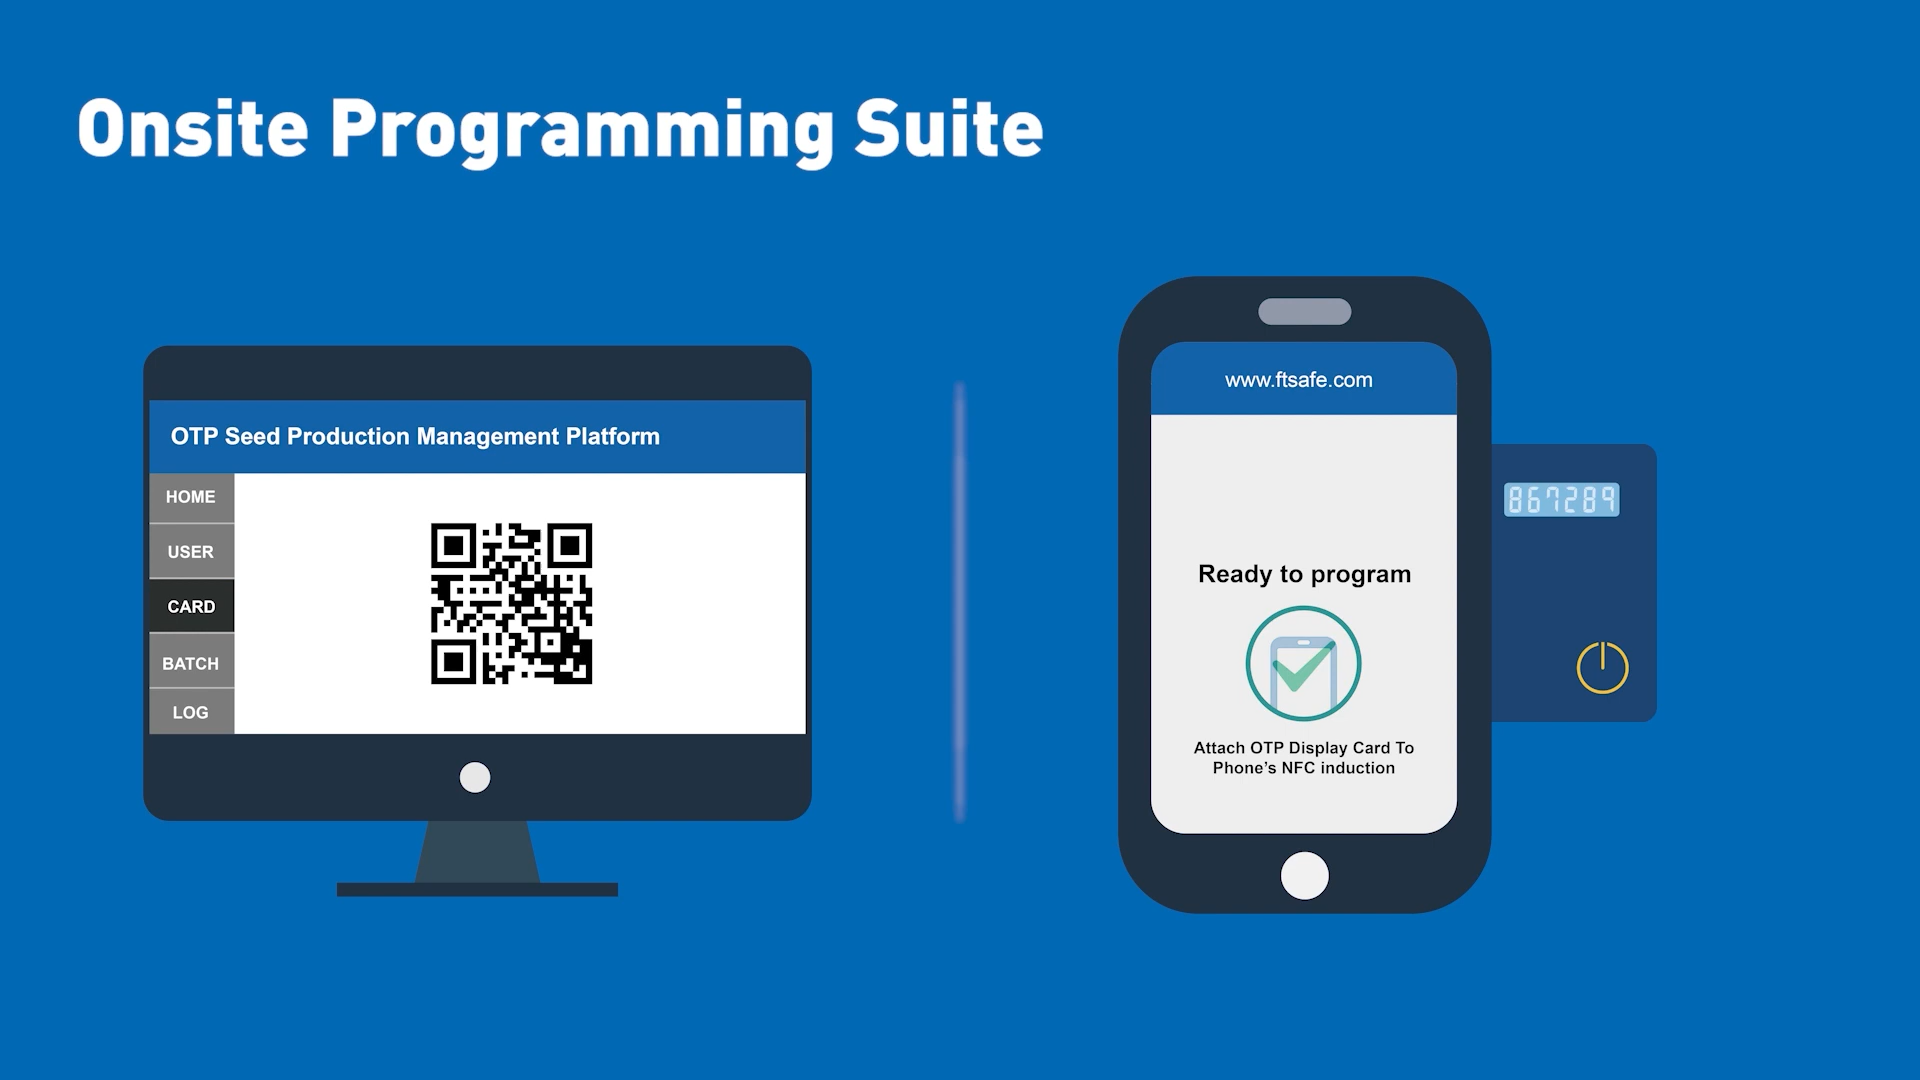 Onsite Programming Suite
OTP Seed Production Management Platform
HOME
USER
CARD
BATCH
LOG
www.ftsafe.com
Ready to program
Attach OTP Display Card To
Phone's NFC induction
867289